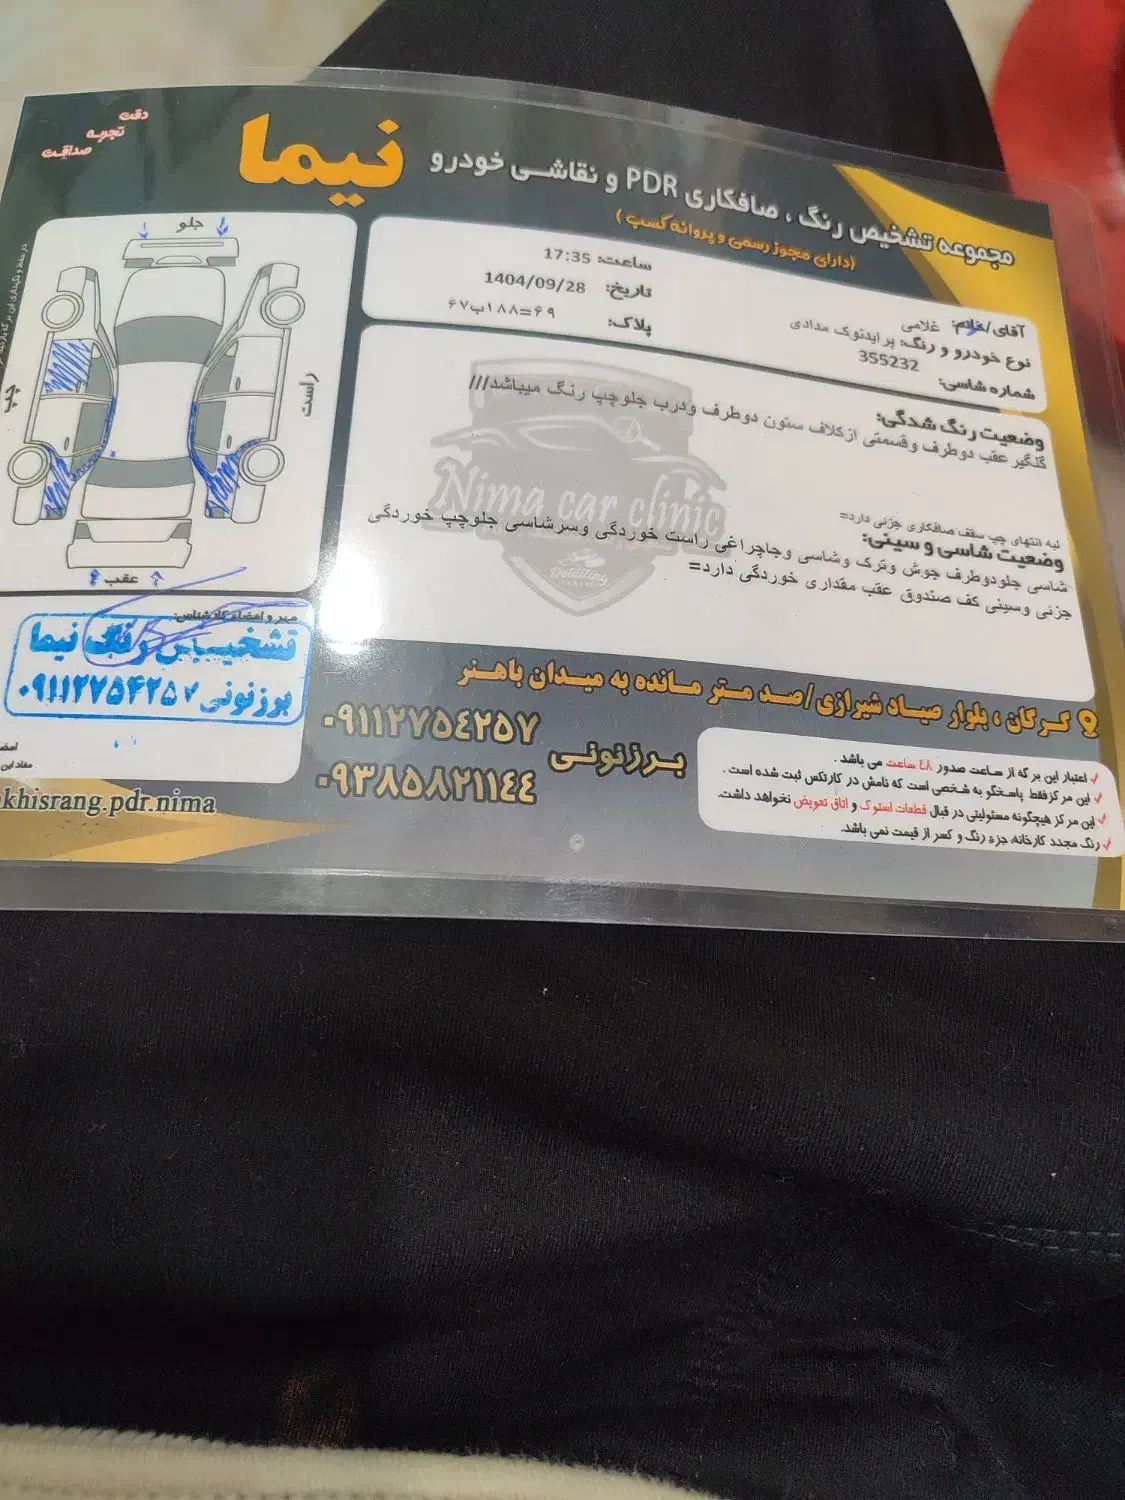 دقت
تجربه
صداقت
نیما
مجموعه تشخیص رنگ ، صافکاری PDR و نقاشی خودرو
(دارای مجوز رسمی و پروانه کسب )
آقای/خانم: غلامی
نوع خودرو و رنگ: پرایدنوک مدادی
شماره شاسی: 355232
ساعت: 17:35
تاریخ: 1404/09/28
پلاک: ۶۹=۱۸۸ب۶۷
وضعیت رنگ شدگی:
گلگیر عقب دوطرف وقسمتی ازکلاف ستون دوطرف ودرب جلوچپ رنگ میباشد///
لبه انتهای چپ سقف صافکاری جزئی دارد=
وضعیت شاسی و سینی:
شاسی جلودوطرف جوش وترک وشاسی وجاچراغی راست خوردگی وسرشاسی جلوچپ خوردگی
جزئی وسینی کف صندوق عقب مقداری خوردگی دارد=
Nima car clinic
Detailing
جلو
چپ
راست
عقب
مهر و امضاء کارشناس:
تشخیص رنگ نیما
برزنونی ۰۹۱۱۲۷۵۴۲۵۷
گرگان ، بلوار صیاد شیرازی /صد متر مانده به میدان باهنر
۰۹۱۱۲۷۵۴۲۵۷
برزنونی
۰۹۳۸۵۸۲۱۱۴۴
khisrang.pdr.nima
✓ اعتبار این برگه از ساعت صدور ۴۸ ساعت می باشد .
✓ این مرکز فقط پاسخگو به شخصی است که نامش در کارتکس ثبت شده است .
✓ این مرکز هیچگونه مسئولیتی در قبال قطعات استوک و اتاق تعویض نخواهد داشت.
✓ رنگ مجدد کارخانه، جزء رنگ و کسر از قیمت نمی باشد.